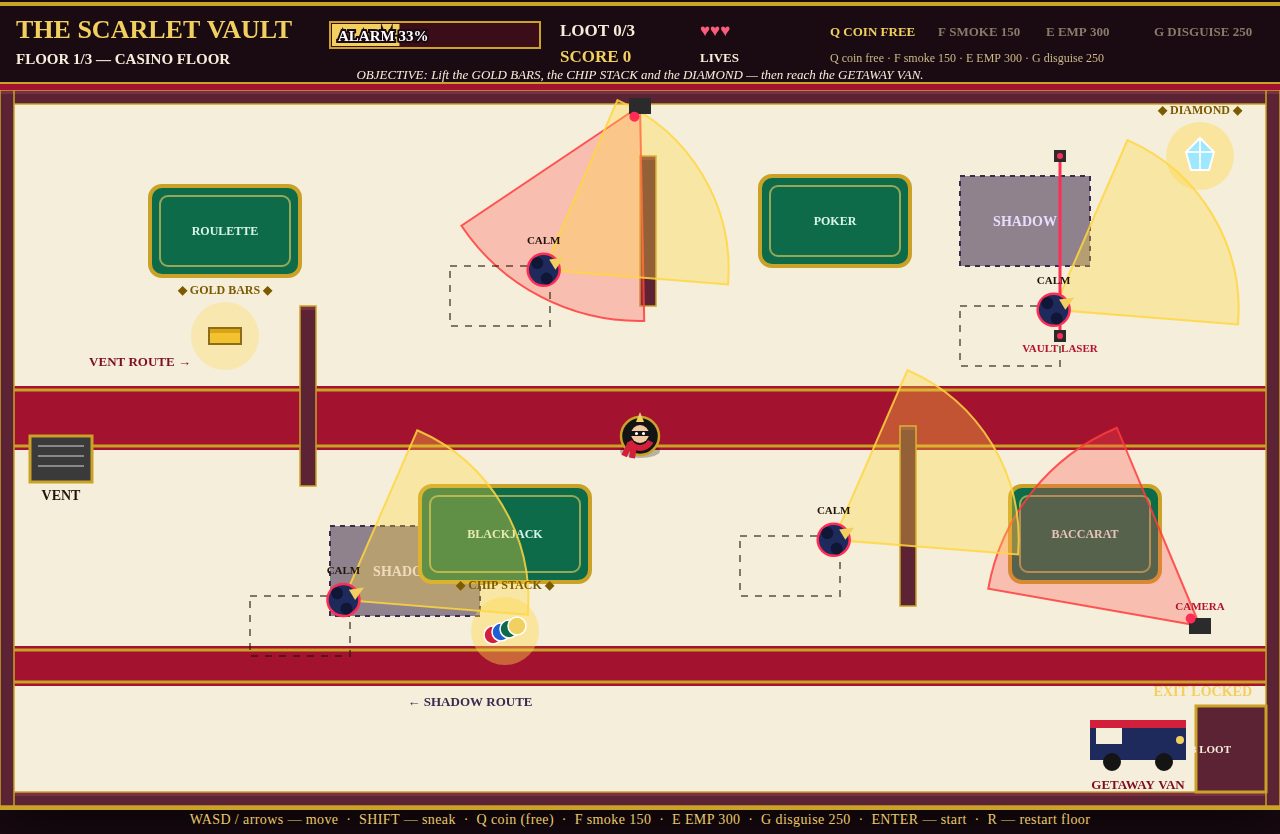 THE SCARLET VAULT
FLOOR 1/3 — CASINO FLOOR
ALARM 33%
LOOT 0/3
SCORE 0
♥♥♥
LIVES
Q COIN FREE F SMOKE 150 E EMP 300 G DISGUISE 250
Q coin free · F smoke 150 · E EMP 300 · G disguise 250
OBJECTIVE: Lift the GOLD BARS, the CHIP STACK and the DIAMOND — then reach the GETAWAY VAN.
◆ DIAMOND ◆
ROULETTE
POKER
SHADOW
CALM
CALM
◆ GOLD BARS ◆
VAULT LASER
VENT ROUTE →
VENT
CALM
BLACKJACK
BACCARAT
CALM
SHADO
◆ CHIP STACK ◆
CAMERA
← SHADOW ROUTE
EXIT LOCKED
LOOT
GETAWAY VAN
WASD / arrows — move · SHIFT — sneak · Q coin (free) · F smoke 150 · E EMP 300 · G disguise 250 · ENTER — start · R — restart floor